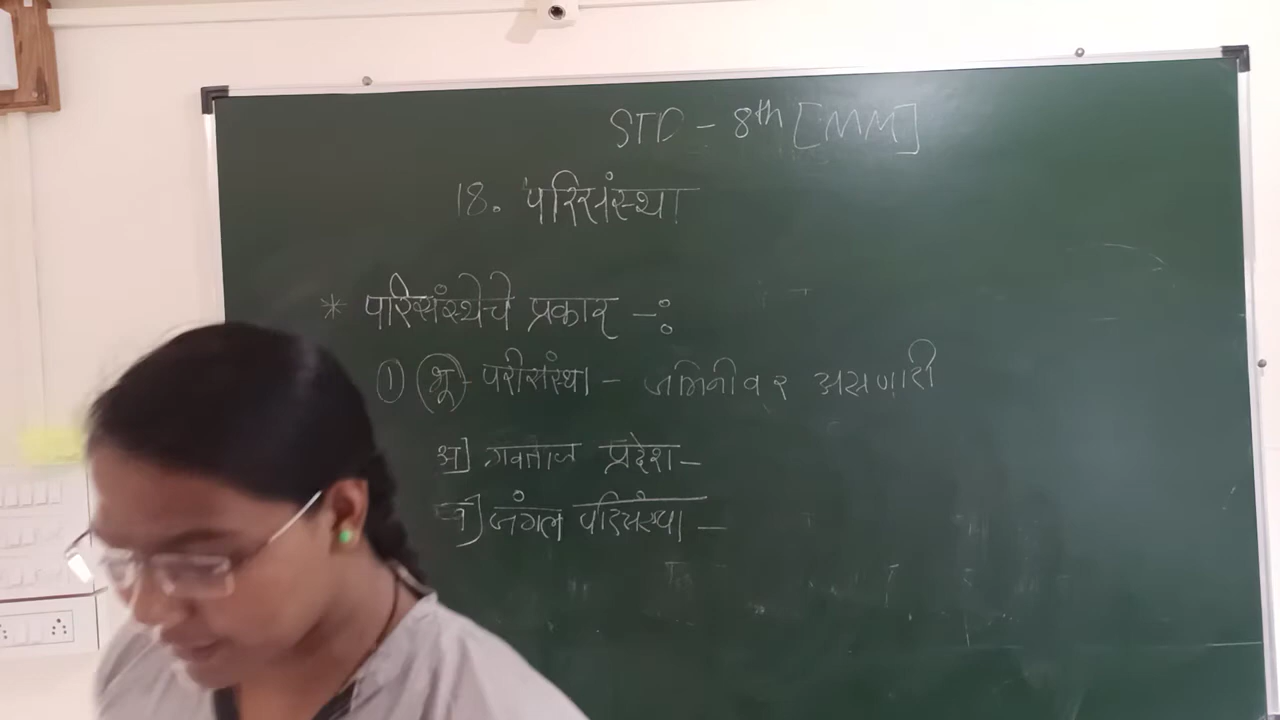 STD - 8th [MM]
18. परिसंस्था
* परिसंस्थेचे प्रकार -:
① (भू) - परीसंस्था - जमिनीवर असणारी
अ] गवताळ प्रदेश -
ब] जंगल परिसंस्था -